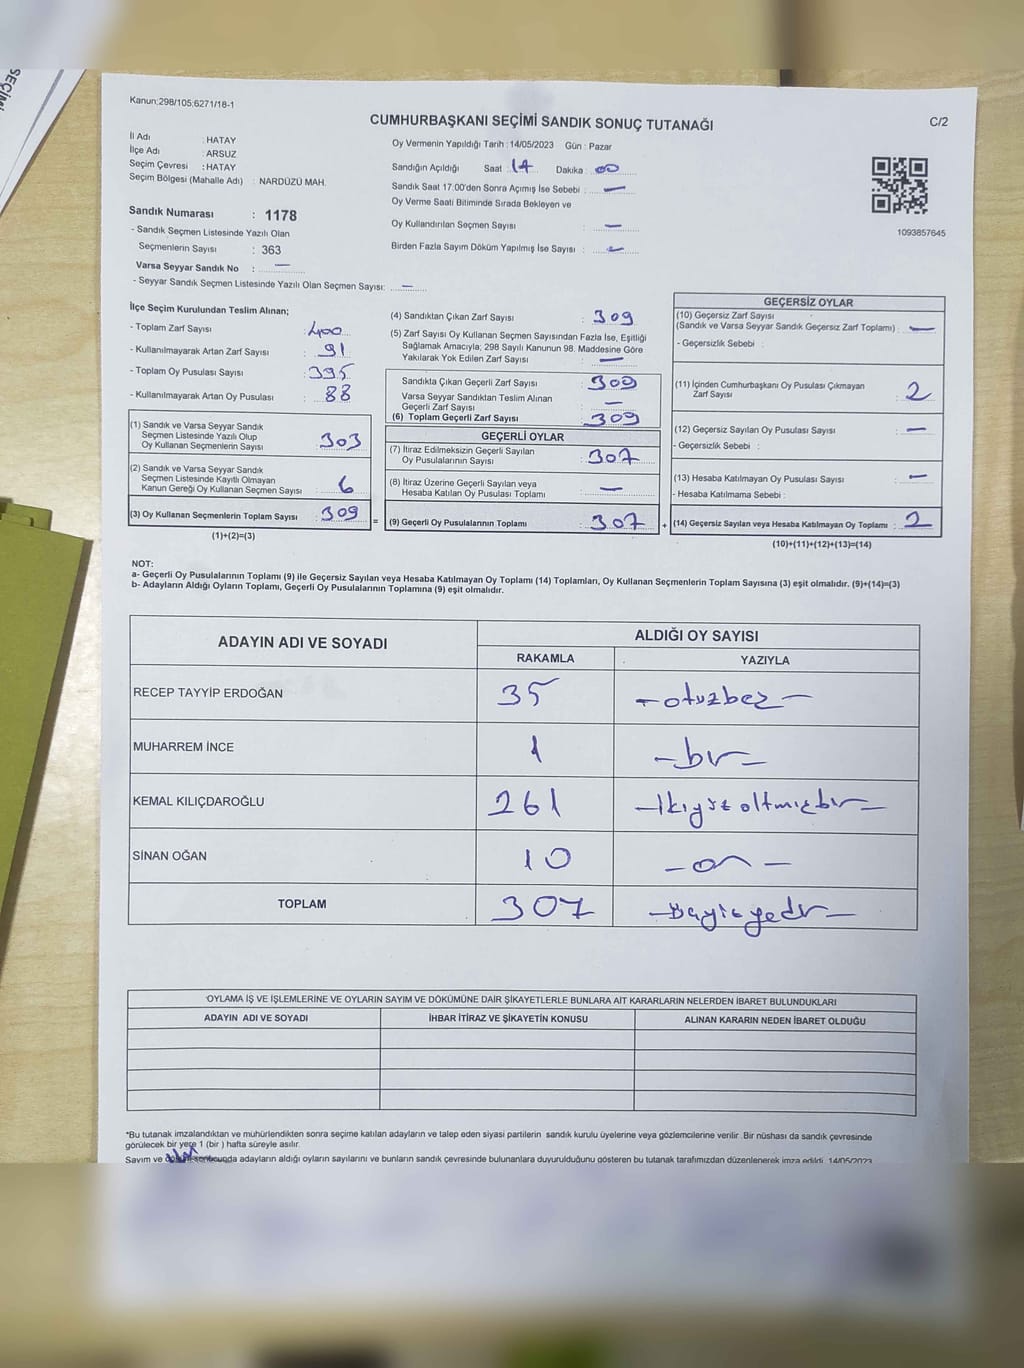 SEÇİMİ
Kanun:298/105;6271/18-1
CUMHURBAŞKANI SEÇİMİ SANDIK SONUÇ TUTANAĞI
C/2
İl Adı : HATAY
İlçe Adı : ARSUZ
Seçim Çevresi : HATAY
Seçim Bölgesi (Mahalle Adı) : NARDÜZÜ MAH.
Sandık Numarası : 1178
- Sandık Seçmen Listesinde Yazılı Olan
Seçmenlerin Sayısı : 363
Varsa Seyyar Sandık No : —
- Seyyar Sandık Seçmen Listesinde Yazılı Olan Seçmen Sayısı: —
Oy Vermenin Yapıldığı Tarih : 14/05/2023 Gün : Pazar
Sandığın Açıldığı Saat : 14 Dakika : 00
Sandık Saat 17:00'den Sonra Açımış İse Sebebi : —
Oy Verme Saati Bitiminde Sırada Bekleyen ve
Oy Kullandırılan Seçmen Sayısı : —
Birden Fazla Sayım Döküm Yapılmış İse Sayısı : —
1093857645
İlçe Seçim Kurulundan Teslim Alınan;
- Toplam Zarf Sayısı : 400
- Kullanılmayarak Artan Zarf Sayısı : 91
- Toplam Oy Pusulası Sayısı : 395
- Kullanılmayarak Artan Oy Pusulası : 88
(1) Sandık ve Varsa Seyyar Sandık
Seçmen Listesinde Yazılı Olup
Oy Kullanan Seçmenlerin Sayısı : 303
(2) Sandık ve Varsa Seyyar Sandık
Seçmen Listesinde Kayıtlı Olmayan
Kanun Gereği Oy Kullanan Seçmen Sayısı : 6
(3) Oy Kullanan Seçmenlerin Toplam Sayısı : 309
(1)+(2)=(3)
(4) Sandıktan Çıkan Zarf Sayısı : 309
(5) Zarf Sayısı Oy Kullanan Seçmen Sayısından Fazla İse, Eşitliği
Sağlamak Amacıyla; 298 Sayılı Kanunun 98. Maddesine Göre
Yakılarak Yok Edilen Zarf Sayısı : —
Sandıkta Çıkan Geçerli Zarf Sayısı : 309
Varsa Seyyar Sandıktan Teslim Alınan
Geçerli Zarf Sayısı : —
(6) Toplam Geçerli Zarf Sayısı : 309
GEÇERLİ OYLAR
(7) İtiraz Edilmeksizin Geçerli Sayılan
Oy Pusulalarının Sayısı : 307
(8) İtiraz Üzerine Geçerli Sayılan veya
Hesaba Katılan Oy Pusulası Toplamı : —
= (9) Geçerli Oy Pusulalarının Toplamı : 307
GEÇERSİZ OYLAR
(10) Geçersiz Zarf Sayısı
(Sandık ve Varsa Seyyar Sandık Geçersiz Zarf Toplamı) : —
- Geçersizlik Sebebi :
(11) İçinden Cumhurbaşkanı Oy Pusulası Çıkmayan
Zarf Sayısı : 2
(12) Geçersiz Sayılan Oy Pusulası Sayısı : —
- Geçersizlik Sebebi :
(13) Hesaba Katılmayan Oy Pusulası Sayısı : —
- Hesaba Katılmama Sebebi :
+ (14) Geçersiz Sayılan veya Hesaba Katılmayan Oy Toplamı : 2
(10)+(11)+(12)+(13)=(14)
NOT:
a- Geçerli Oy Pusulalarının Toplamı (9) ile Geçersiz Sayılan veya Hesaba Katılmayan Oy Toplamı (14) Toplamları, Oy Kullanan Seçmenlerin Toplam Sayısına (3) eşit olmalıdır. (9)+(14)=(3)
b- Adayların Aldığı Oyların Toplamı, Geçerli Oy Pusulalarının Toplamına (9) eşit olmalıdır.
ADAYIN ADI VE SOYADI ALDIĞI OY SAYISI
RAKAMLA YAZIYLA
RECEP TAYYİP ERDOĞAN 35 — otuzbeş —
MUHARREM İNCE 1 — bir —
KEMAL KILIÇDAROĞLU 261 — ikiyüz altmışbir —
SİNAN OĞAN 10 — on —
TOPLAM 307 — üçyüzyedi —
OYLAMA İŞ VE İŞLEMLERİNE VE OYLARIN SAYIM VE DÖKÜMÜNE DAİR ŞİKAYETLERLE BUNLARA AİT KARARLARIN NELERDEN İBARET BULUNDUKLARI
ADAYIN ADI VE SOYADI İHBAR İTİRAZ VE ŞİKAYETİN KONUSU ALINAN KARARIN NEDEN İBARET OLDUĞU
*Bu tutanak imzalandıktan ve mühürlendikten sonra seçime katılan adayların ve talep eden siyasi partilerin sandık kurulu üyelerine veya gözlemcilerine verilir. Bir nüshası da sandık çevresinde
görülecek bir yere 1 (bir ) hafta süreyle asılır.
Sayım ve döküm sonucunda adayların aldığı oyların sayılarını ve bunların sandık çevresinde bulunanlara duyurulduğunu gösteren bu tutanak tarafımızdan düzenlenerek imza edildi. 14/05/2023